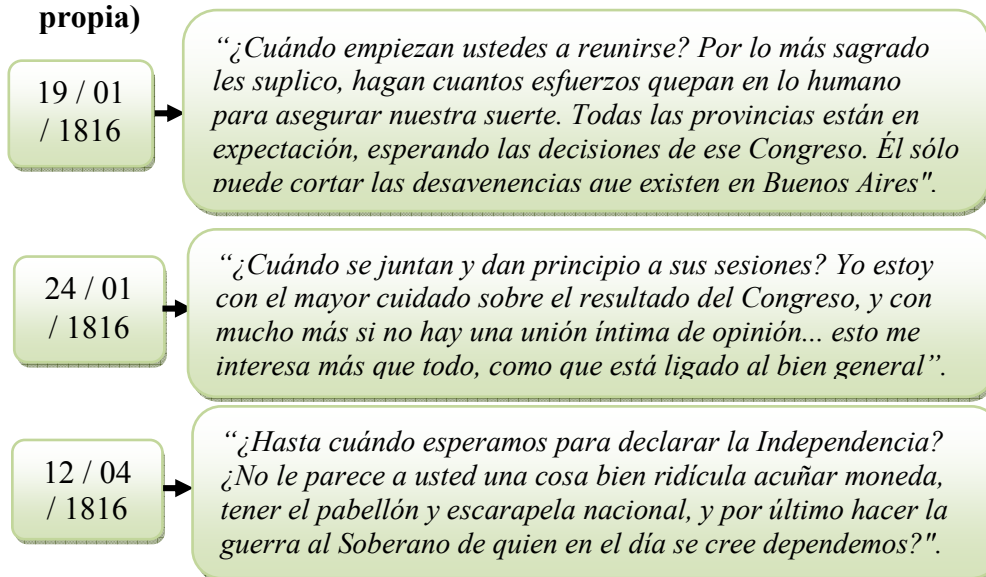 propia)
19 / 01
/ 1816
“¿Cuándo empiezan ustedes a reunirse? Por lo más sagrado
les suplico, hagan cuantos esfuerzos quepan en lo humano
para asegurar nuestra suerte. Todas las provincias están en
expectación, esperando las decisiones de ese Congreso. Él sólo
puede cortar las desavenencias que existen en Buenos Aires".
24 / 01
/ 1816
“¿Cuándo se juntan y dan principio a sus sesiones? Yo estoy
con el mayor cuidado sobre el resultado del Congreso, y con
mucho más si no hay una unión íntima de opinión... esto me
interesa más que todo, como que está ligado al bien general”.
12 / 04
/ 1816
“¿Hasta cuándo esperamos para declarar la Independencia?
¿No le parece a usted una cosa bien ridícula acuñar moneda,
tener el pabellón y escarapela nacional, y por último hacer la
guerra al Soberano de quien en el día se cree dependemos?".